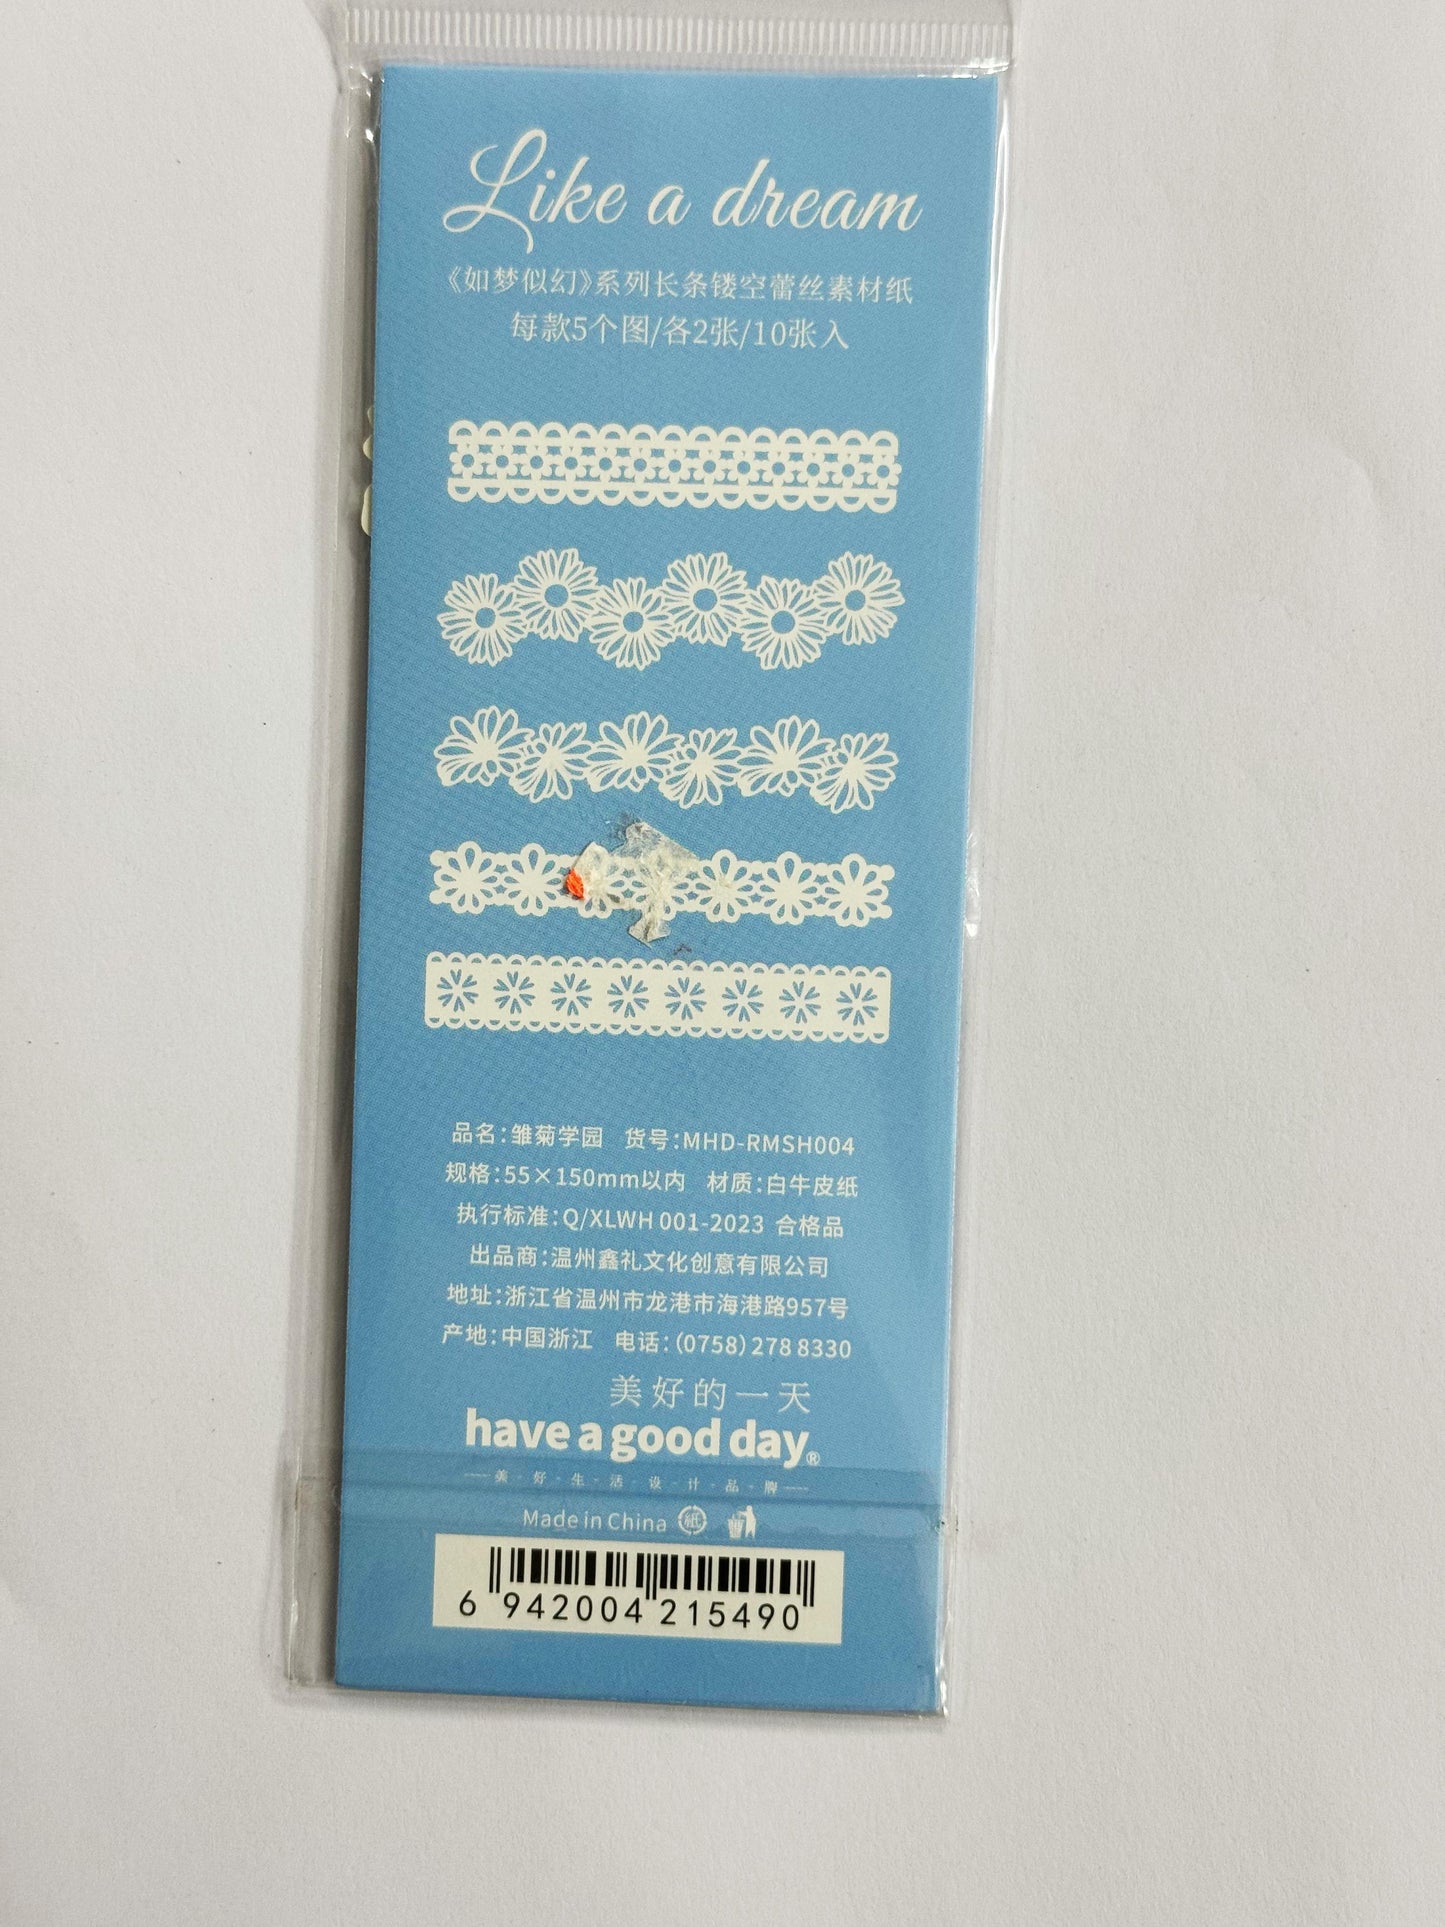 Like a dream
《如梦似幻》系列长条镂空蕾丝素材纸
每款5个图/各2张/10张入
品名:雏菊学园 货号:MHD-RMSH004
规格:55×150mm以内 材质:白牛皮纸
执行标准:Q/XLWH 001-2023 合格品
出品商:温州鑫礼文化创意有限公司
地址:浙江省温州市龙港市海港路957号
产地:中国浙江 电话:(0758)278 8330
美好的一天
have a good day®
美-好-生-活-设-计-品-牌
Made in China 紙
6 942004 215490